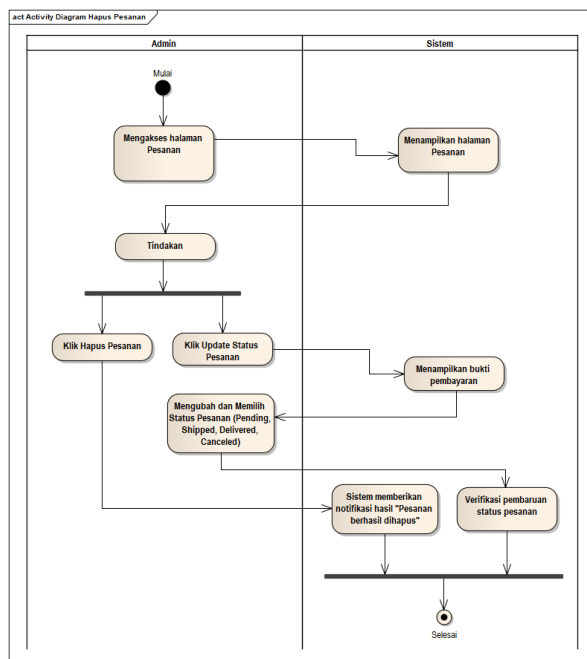 act Activity Diagram Hapus Pesanan
Admin
Sistem
Mulai
Mengakses halaman
Pesanan
Menampilkan halaman
Pesanan
Tindakan
Klik Hapus Pesanan
Klik Update Status
Pesanan
Menampilkan bukti
pembayaran
Mengubah dan Memilih
Status Pesanan (Pending,
Shipped, Delivered,
Canceled)
Sistem memberikan
notifikasi hasil "Pesanan
berhasil dihapus"
Verifikasi pembaruan
status pesanan
Selesai